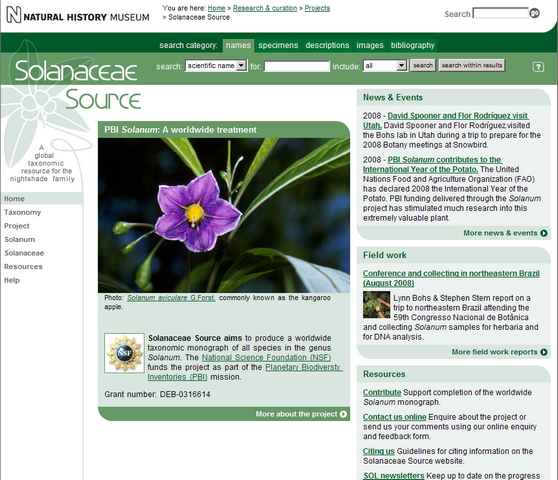 NATURAL HISTORY MUSEUM
You are here: Home > Research & curation > Projects
> Solanaceae Source
Search go
search category: names specimens descriptions images bibliography
search: scientific name for: include: all search search within results ?
Solanaceae
Source
A
global
taxonomic
resource for the
nightshade family
Home
Taxonomy
Project
Solanum
Solanaceae
Resources
Help
PBI Solanum: A worldwide treatment
Photo: Solanum aviculare G.Forst. commonly known as the kangaroo
apple.
NSF
Solanaceae Source aims to produce a worldwide
taxonomic monograph of all species in the genus
Solanum. The National Science Foundation (NSF)
funds the project as part of the Planetary Biodiversty
Inventories (PBI) mission.
Grant number: DEB-0316614
More about the project
News & Events
2008 - David Spooner and Flor Rodríguez visit
Utah. David Spooner and Flor Rodríguez visited
the Bohs lab in Utah during a trip to prepare for the
2008 Botany meetings at Snowbird.
2008 - PBI Solanum contributes to the
International Year of the Potato. The United
Nations Food and Agriculture Organization (FAO)
has declared 2008 the International Year of the
Potato. PBI funding delivered through the Solanum
project has stimulated much research into this
extremely valuable plant.
More news & events
Field work
Conference and collecting in northeastern Brazil
(August 2008)
Lynn Bohs & Stephen Stern report on a
trip to northeastern Brazil attending the
59th Congresso Nacional de Botânica
and collecting Solanum samples for herbaria and
for DNA analysis.
More field work reports
Resources
Contribute Support completion of the worldwide
Solanum monograph.
Contact us online Enquire about the project or
send us your comments using our online enquiry
and feedback form.
Citing us Guidelines for citing information on the
Solanaceae Source website.
SOL newsletters Keep up to date on the progress